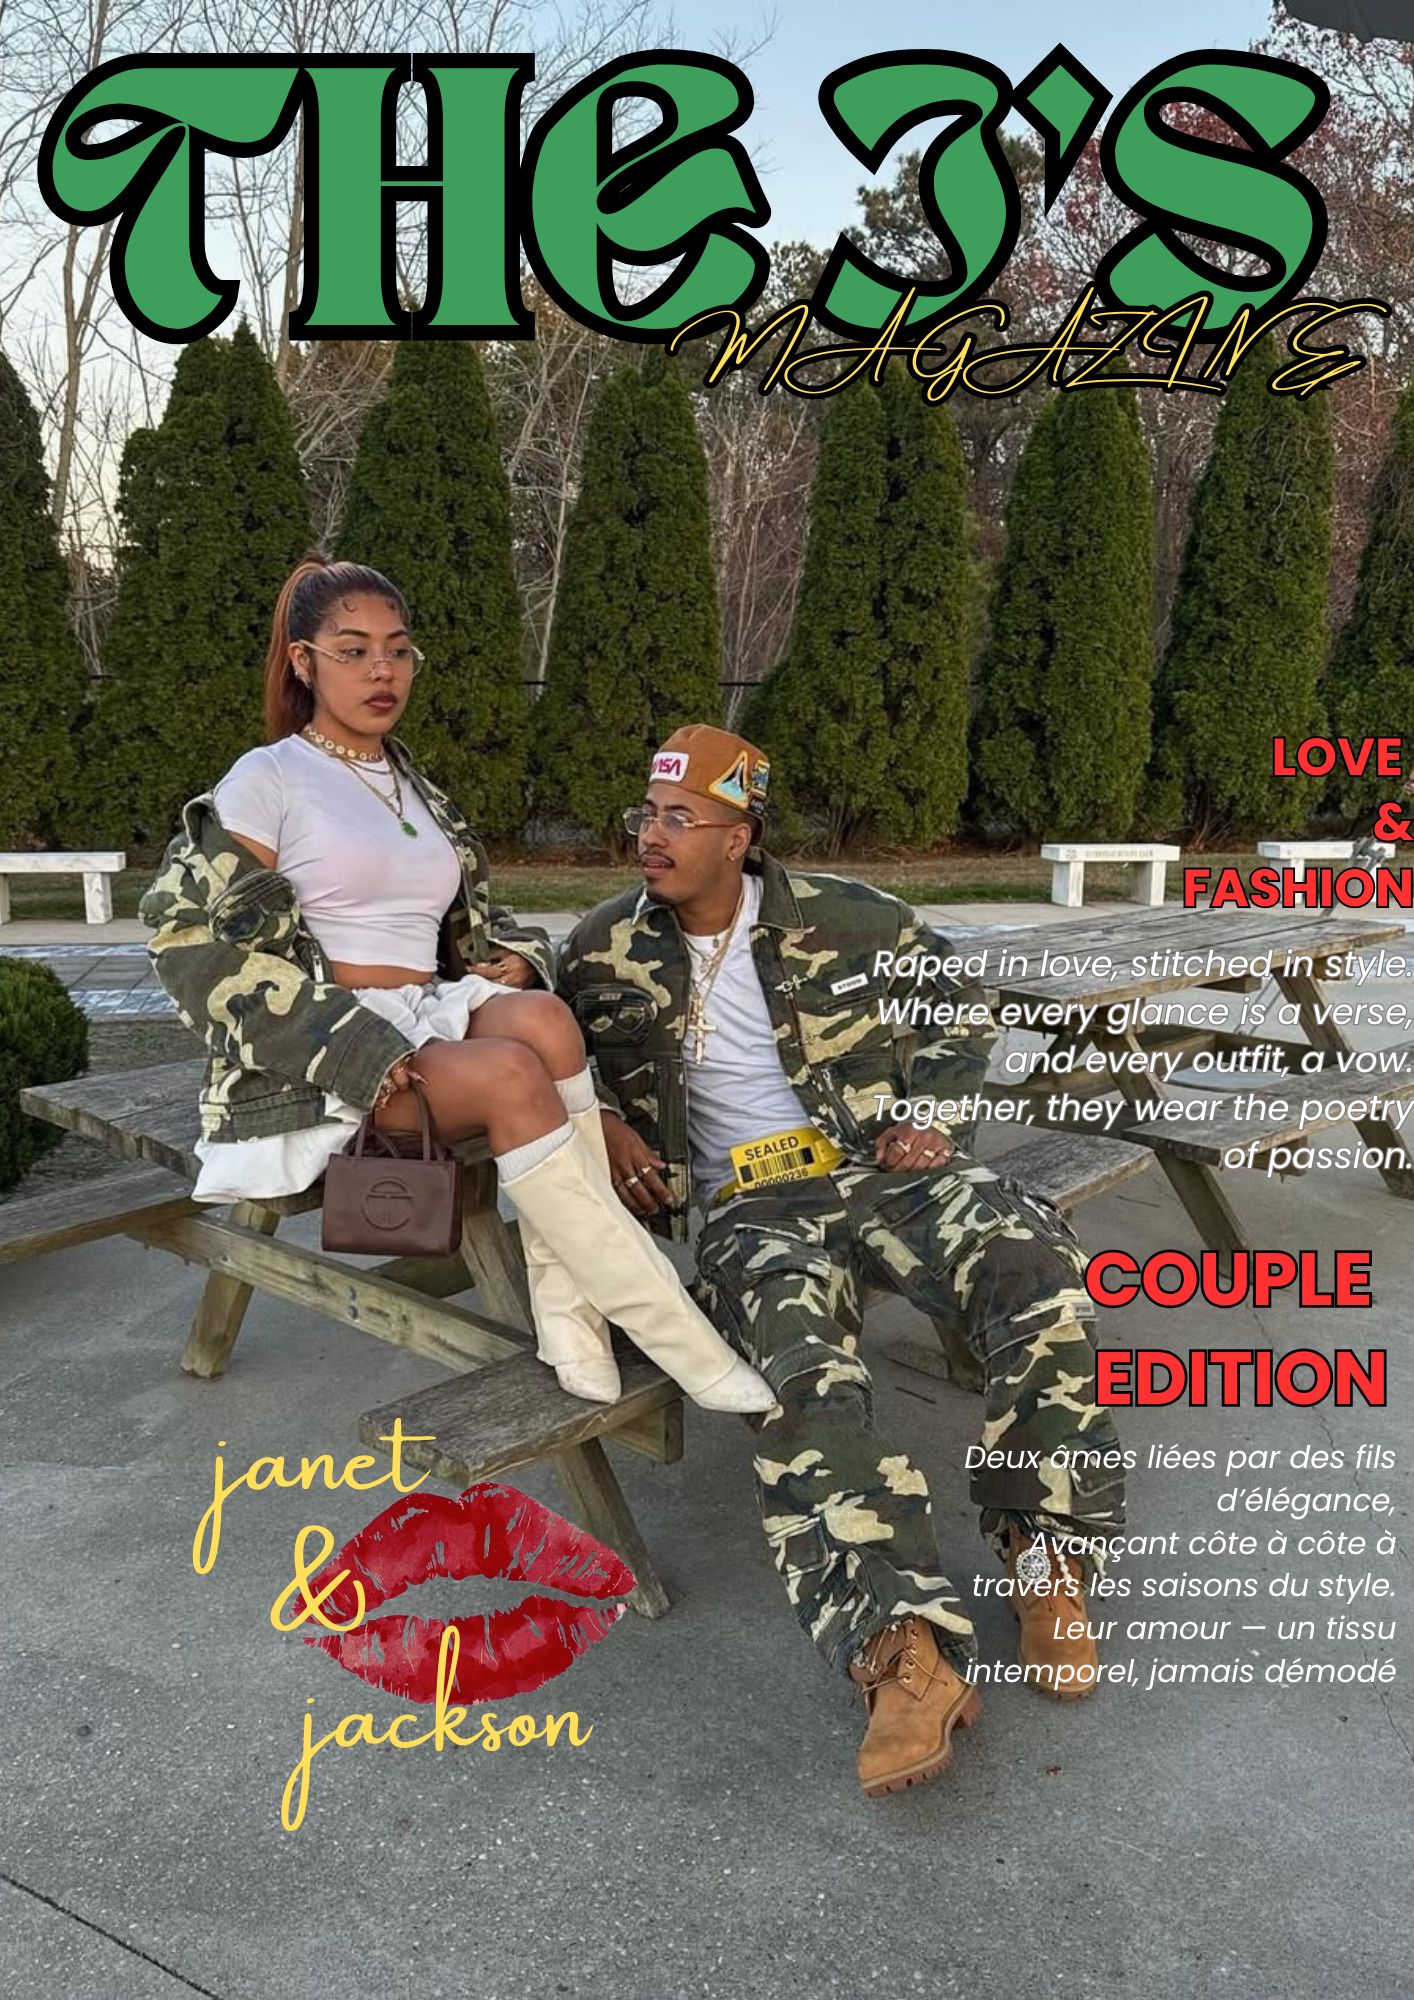 THE J'S
MAGAZINE
NASA
LOVE
&
FASHION
Raped in love, stitched in style.
Where every glance is a verse,
and every outfit, a vow.
Together, they wear the poetry
of passion.
SEALED
00000236
COUPLE
EDITION
Deux âmes liées par des fils
d'élégance,
Avançant côte à côte à
travers les saisons du style.
Leur amour — un tissu
intemporel, jamais démodé
janet
&
jackson